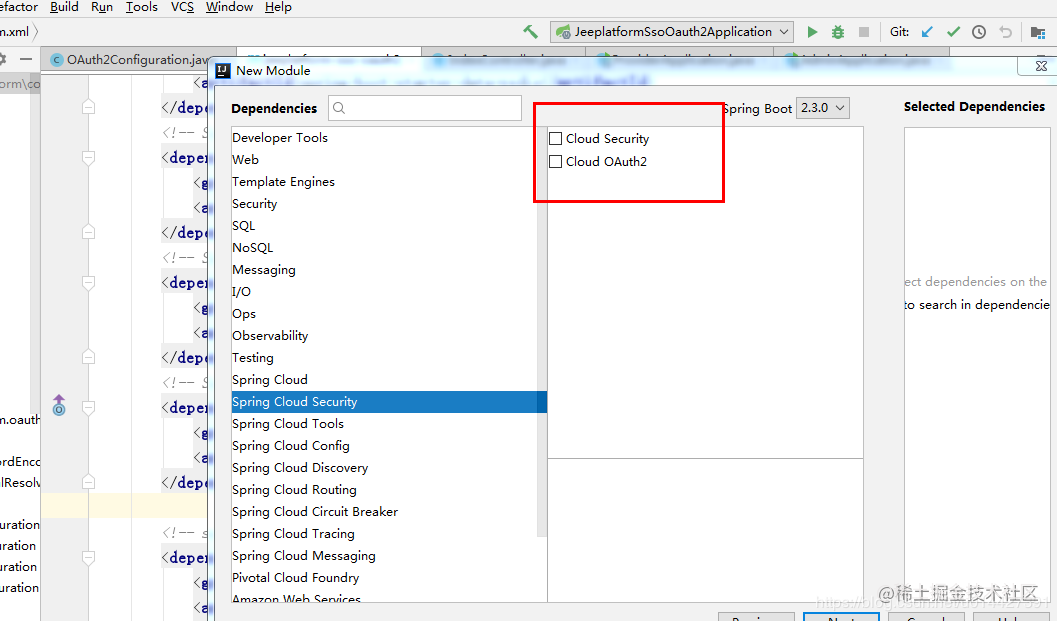 efactor Build Run Tools VCS Window Help
m.xml
JeeplatformSsoOauth2Application Git:
OAuth2Configuration.java
<a
orm\co
</depe
<!-- S
<deper
<g
<a
</depe
<!-- S
<deper
<g
<a
</depe
<!-- S
<deper
<g
<a
</depe
<!-- s
<deper
<g
<a
m.oauth
ordEnco
lResolv
uration
uration
uration
uration
New Module
Dependencies
Spring Boot 2.3.0
Selected Dependencies
Developer Tools
Web
Template Engines
Security
SQL
NoSQL
Messaging
I/O
Ops
Observability
Testing
Spring Cloud
Spring Cloud Security
Spring Cloud Tools
Spring Cloud Config
Spring Cloud Discovery
Spring Cloud Routing
Spring Cloud Circuit Breaker
Spring Cloud Tracing
Spring Cloud Messaging
Pivotal Cloud Foundry
Amazon Web Services
Cloud Security
Cloud OAuth2
ect dependencies on the
to search in dependencie
@稀土掘金技术社区